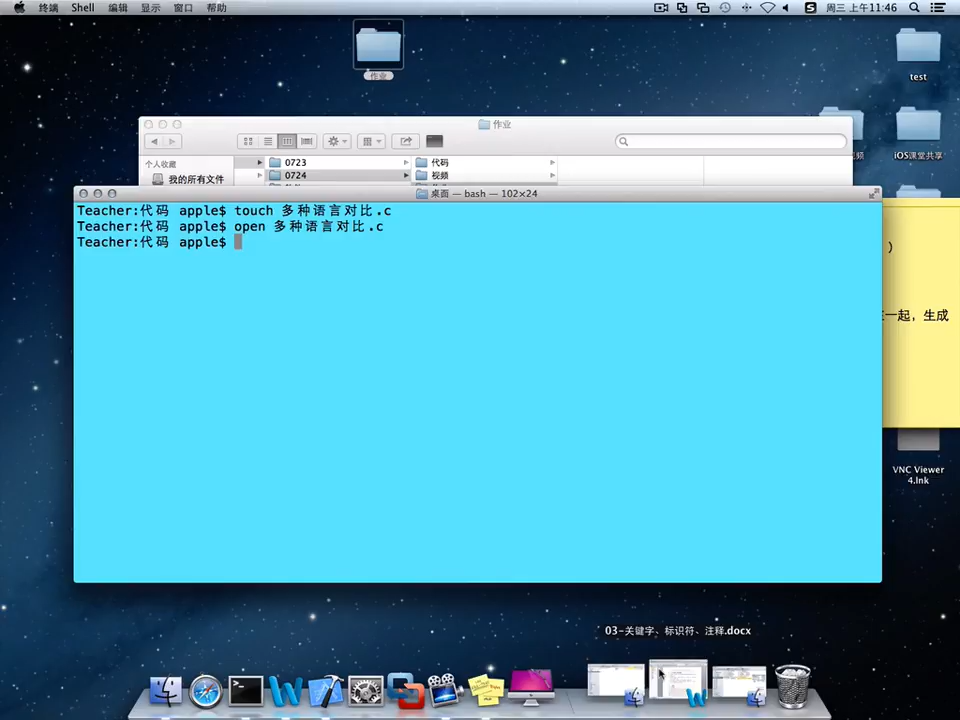 终端 Shell 编辑 显示 窗口 帮助
周三 上午11:46
作业
test
iOS课堂共享
作业
个人收藏
我的所有文件
0723
0724
代码
视频
桌面 — bash — 102×24
Teacher:代码 apple$ touch 多种语言对比.c
Teacher:代码 apple$ open 多种语言对比.c
Teacher:代码 apple$
)
一起，生成
VNC Viewer
4.lnk
03-关键字、标识符、注释.docx